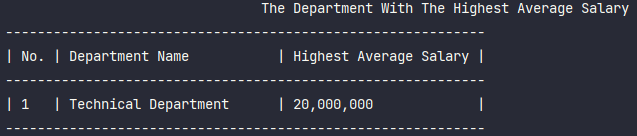 The Department With The Highest Average Salary
------------------------------------------------------------
| No. | Department Name | Highest Average Salary |
------------------------------------------------------------
| 1 | Technical Department | 20,000,000 |
------------------------------------------------------------